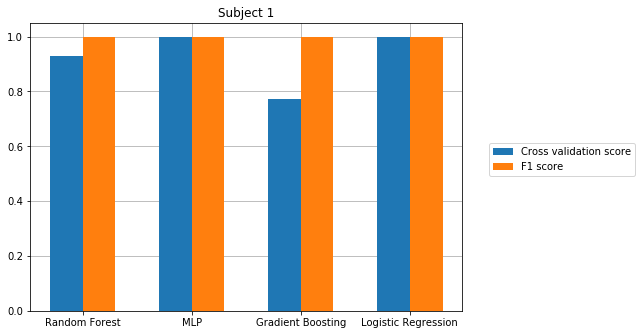 Subject 1
1.0
0.8
0.6
0.4
0.2
0.0
Random Forest MLP Gradient Boosting Logistic Regression
Cross validation score
F1 score